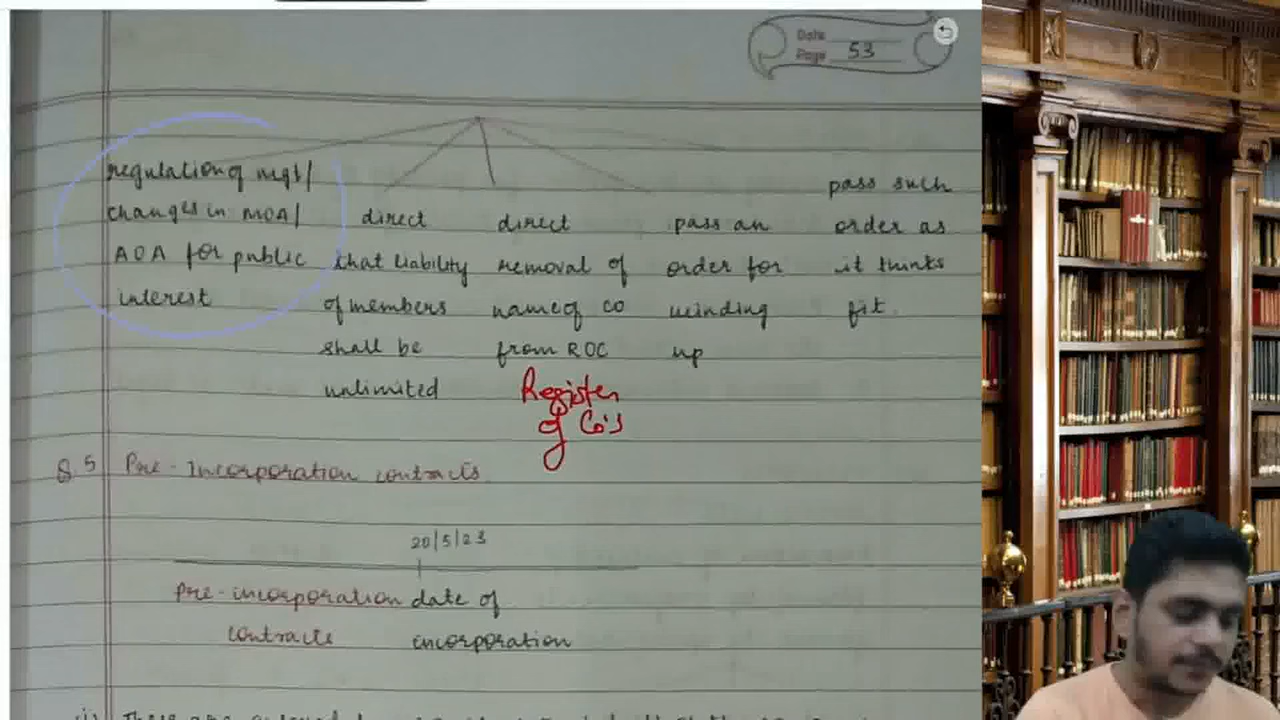 Date
Page 53
regulation of mgt/
changes in MOA/
AOA for public
interest
direct
that liability
of members
shall be
unlimited
direct
removal of
name of co
from ROC
Register
of Co's
pass an
order for
winding
up
pass such
order as
it thinks
fit.
Q.5 Pre-Incorporation contracts.
20/5/23
Pre-incorporation
contracts
date of
incorporation